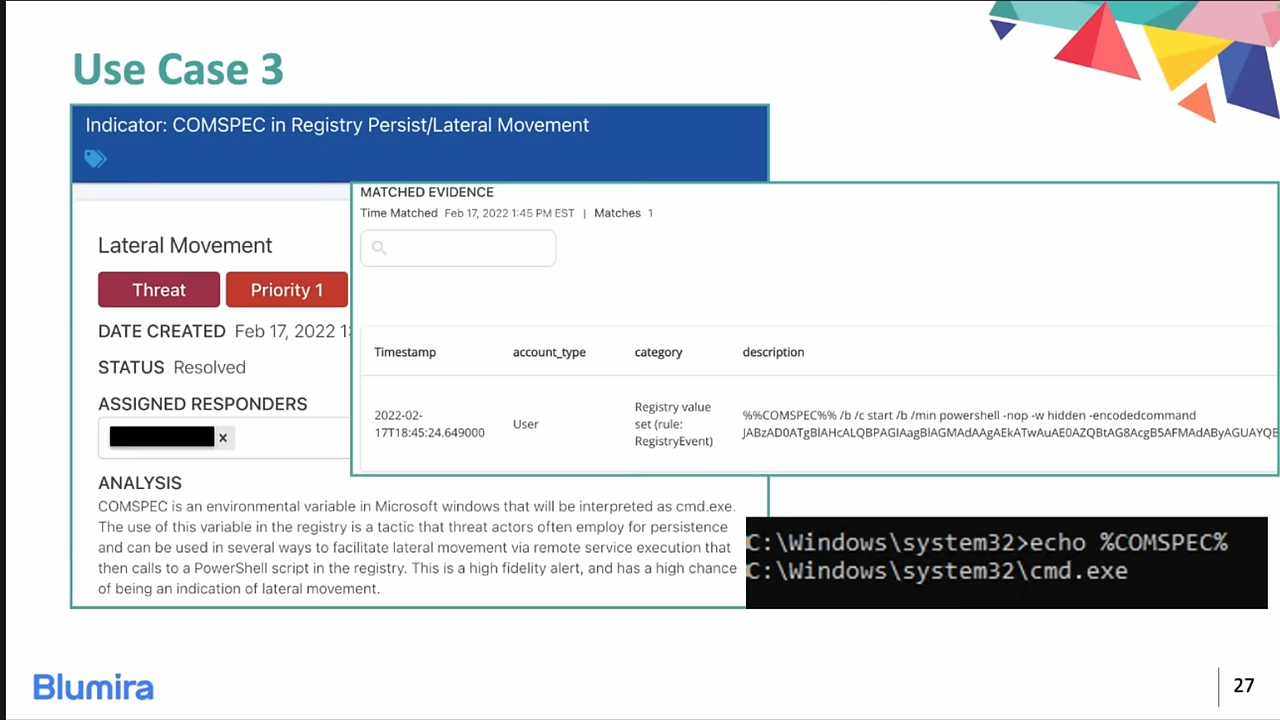 Use Case 3
Indicator: COMSPEC in Registry Persist/Lateral Movement
Lateral Movement
Threat
Priority 1
DATE CREATED Feb 17, 2022
STATUS Resolved
ASSIGNED RESPONDERS
x
ANALYSIS
COMSPEC is an environmental variable in Microsoft windows that will be interpreted as cmd.exe.
The use of this variable in the registry is a tactic that threat actors often employ for persistence
and can be used in several ways to facilitate lateral movement via remote service execution that
then calls to a PowerShell script in the registry. This is a high fidelity alert, and has a high chance
of being an indication of lateral movement.
MATCHED EVIDENCE
Time Matched Feb 17, 2022 1:45 PM EST | Matches 1
Timestamp account_type category description
2022-02-
17T18:45:24.649000
User
Registry value
set (rule:
RegistryEvent)
%%COMSPEC%% /b /c start /b /min powershell -nop -w hidden -encodedcommand
C:\Windows\system32>echo %COMSPEC%
C:\Windows\system32\cmd.exe
Blumira
27